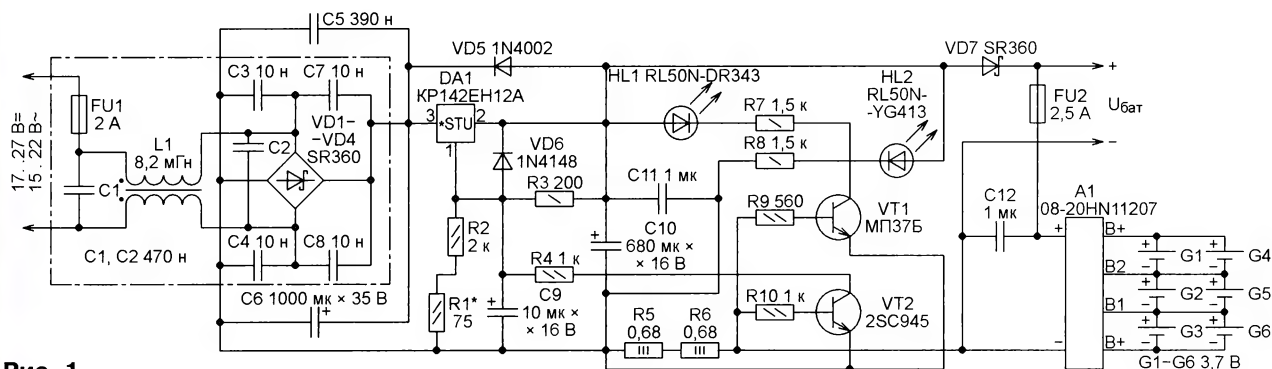 C5 390 н
VD5 1N4002
VD7 SR360
C3 10 н
C7 10 н
DA1
КР142ЕН12А
HL1 RL50N-DR343
HL2
RL50N-
-YG413
+
FU1
2 А
VD1–
–VD4
SR360
3
*STU
2
1
R7 1,5 к
FU2
2,5 А
Uбат
17...27 В=
15...22 В~
L1
8,2 мГн
C2
VD6
1N4148
R8 1,5 к
–
C1
R3 200
C11 1 мк
C12
1 мк
A1
08-20HN11207
R2
2 к
C10
+
680 мк ×
× 16 В
R9 560
VT1
МП37Б
C4 10 н
C8 10 н
C1, C2 470 н
R4 1 к
+
B+
+
G1
–
+
G4
–
C6 1000 мк × 35 В
+
R1*
75
+
C9
10 мк ×
× 16 В
R5
0,68
R6
0,68
R10 1 к
VT2
2SC945
B2
+
G2
–
+
G5
–
B1
+
G3
–
+
G6
–
–
B+
G1–G6 3,7 В
Рис. 1